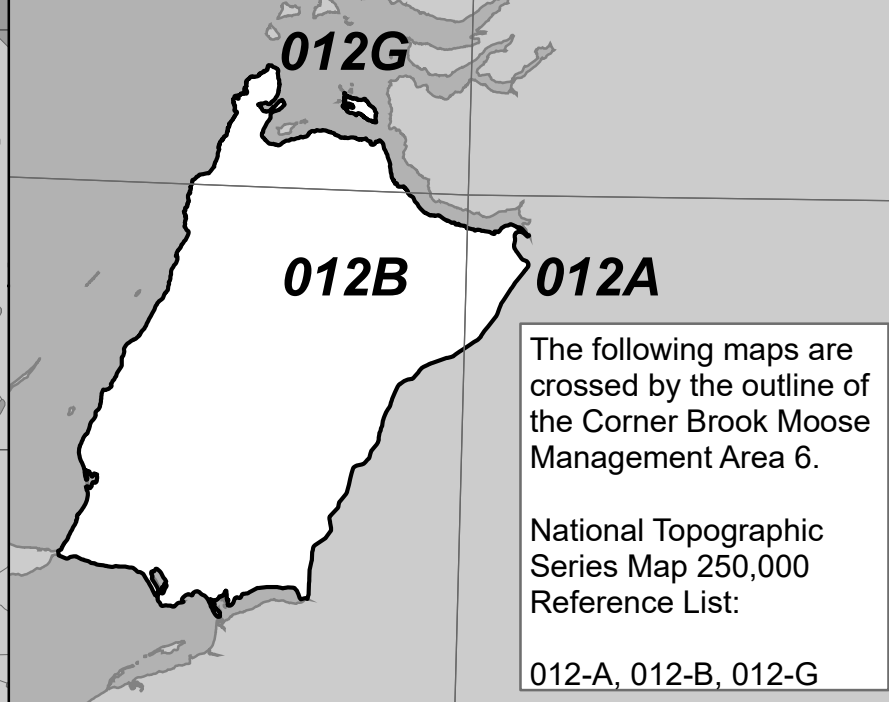 012G
012B
012A
The following maps are
crossed by the outline of
the Corner Brook Moose
Management Area 6.
National Topographic
Series Map 250,000
Reference List:
012-A, 012-B, 012-G